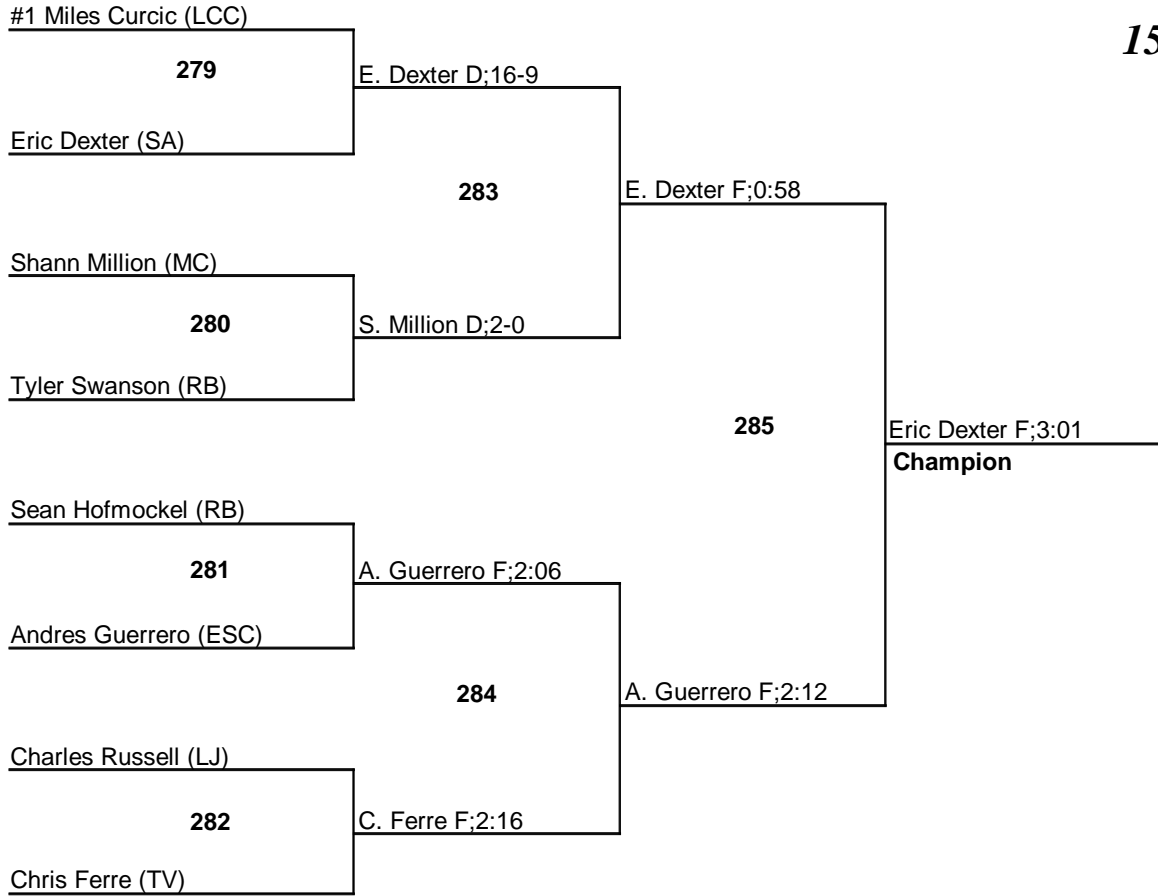 #1 Miles Curcic (LCC)
15
279
E. Dexter D;16-9
Eric Dexter (SA)
283
E. Dexter F;0:58
Shann Million (MC)
280
S. Million D;2-0
Tyler Swanson (RB)
285
Eric Dexter F;3:01
Champion
Sean Hofmockel (RB)
281
A. Guerrero F;2:06
Andres Guerrero (ESC)
284
A. Guerrero F;2:12
Charles Russell (LJ)
282
C. Ferre F;2:16
Chris Ferre (TV)